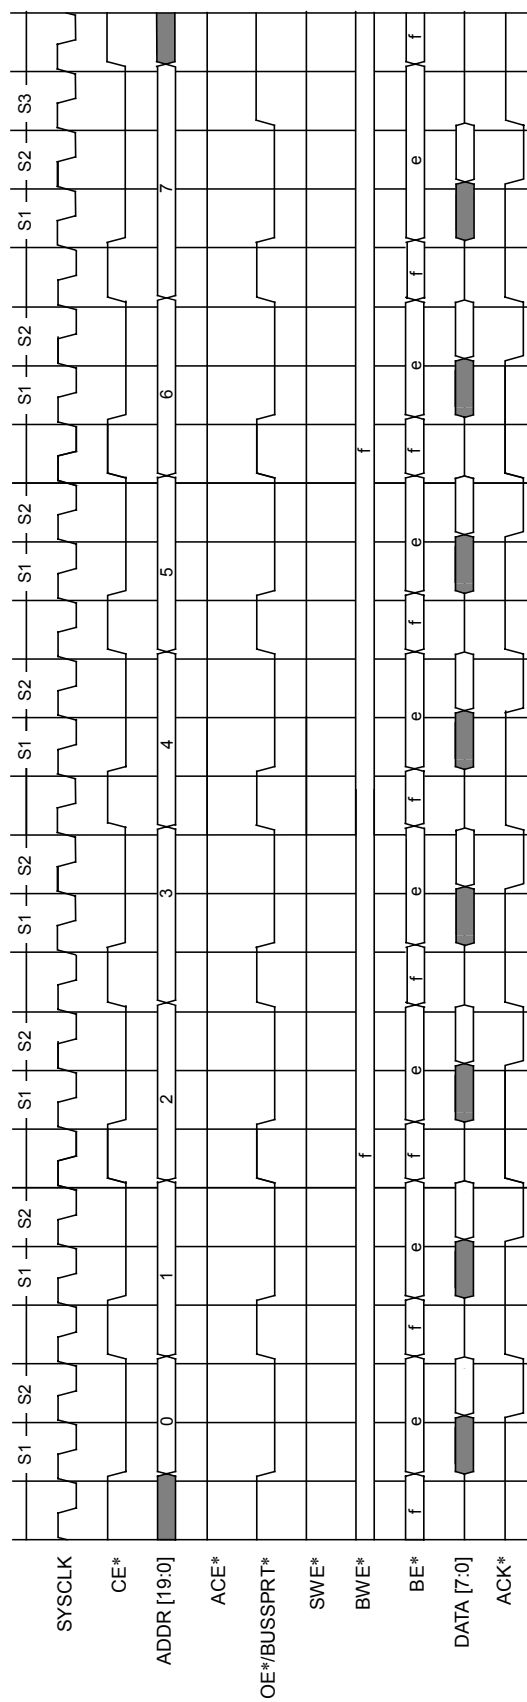 S1 S2 S1 S2 S1 S2 S1 S2 S1 S2 S1 S2 S1 S2 S1 S2 S3
SYSCLK
CE*
ADDR [19:0] 0 1 2 3 4 5 6 7
ACE*
OE*/BUSSPRT*
SWE*
BWE* f f
BE* f e f e f e f e f e f e f e f e f
DATA [7:0]
ACK*